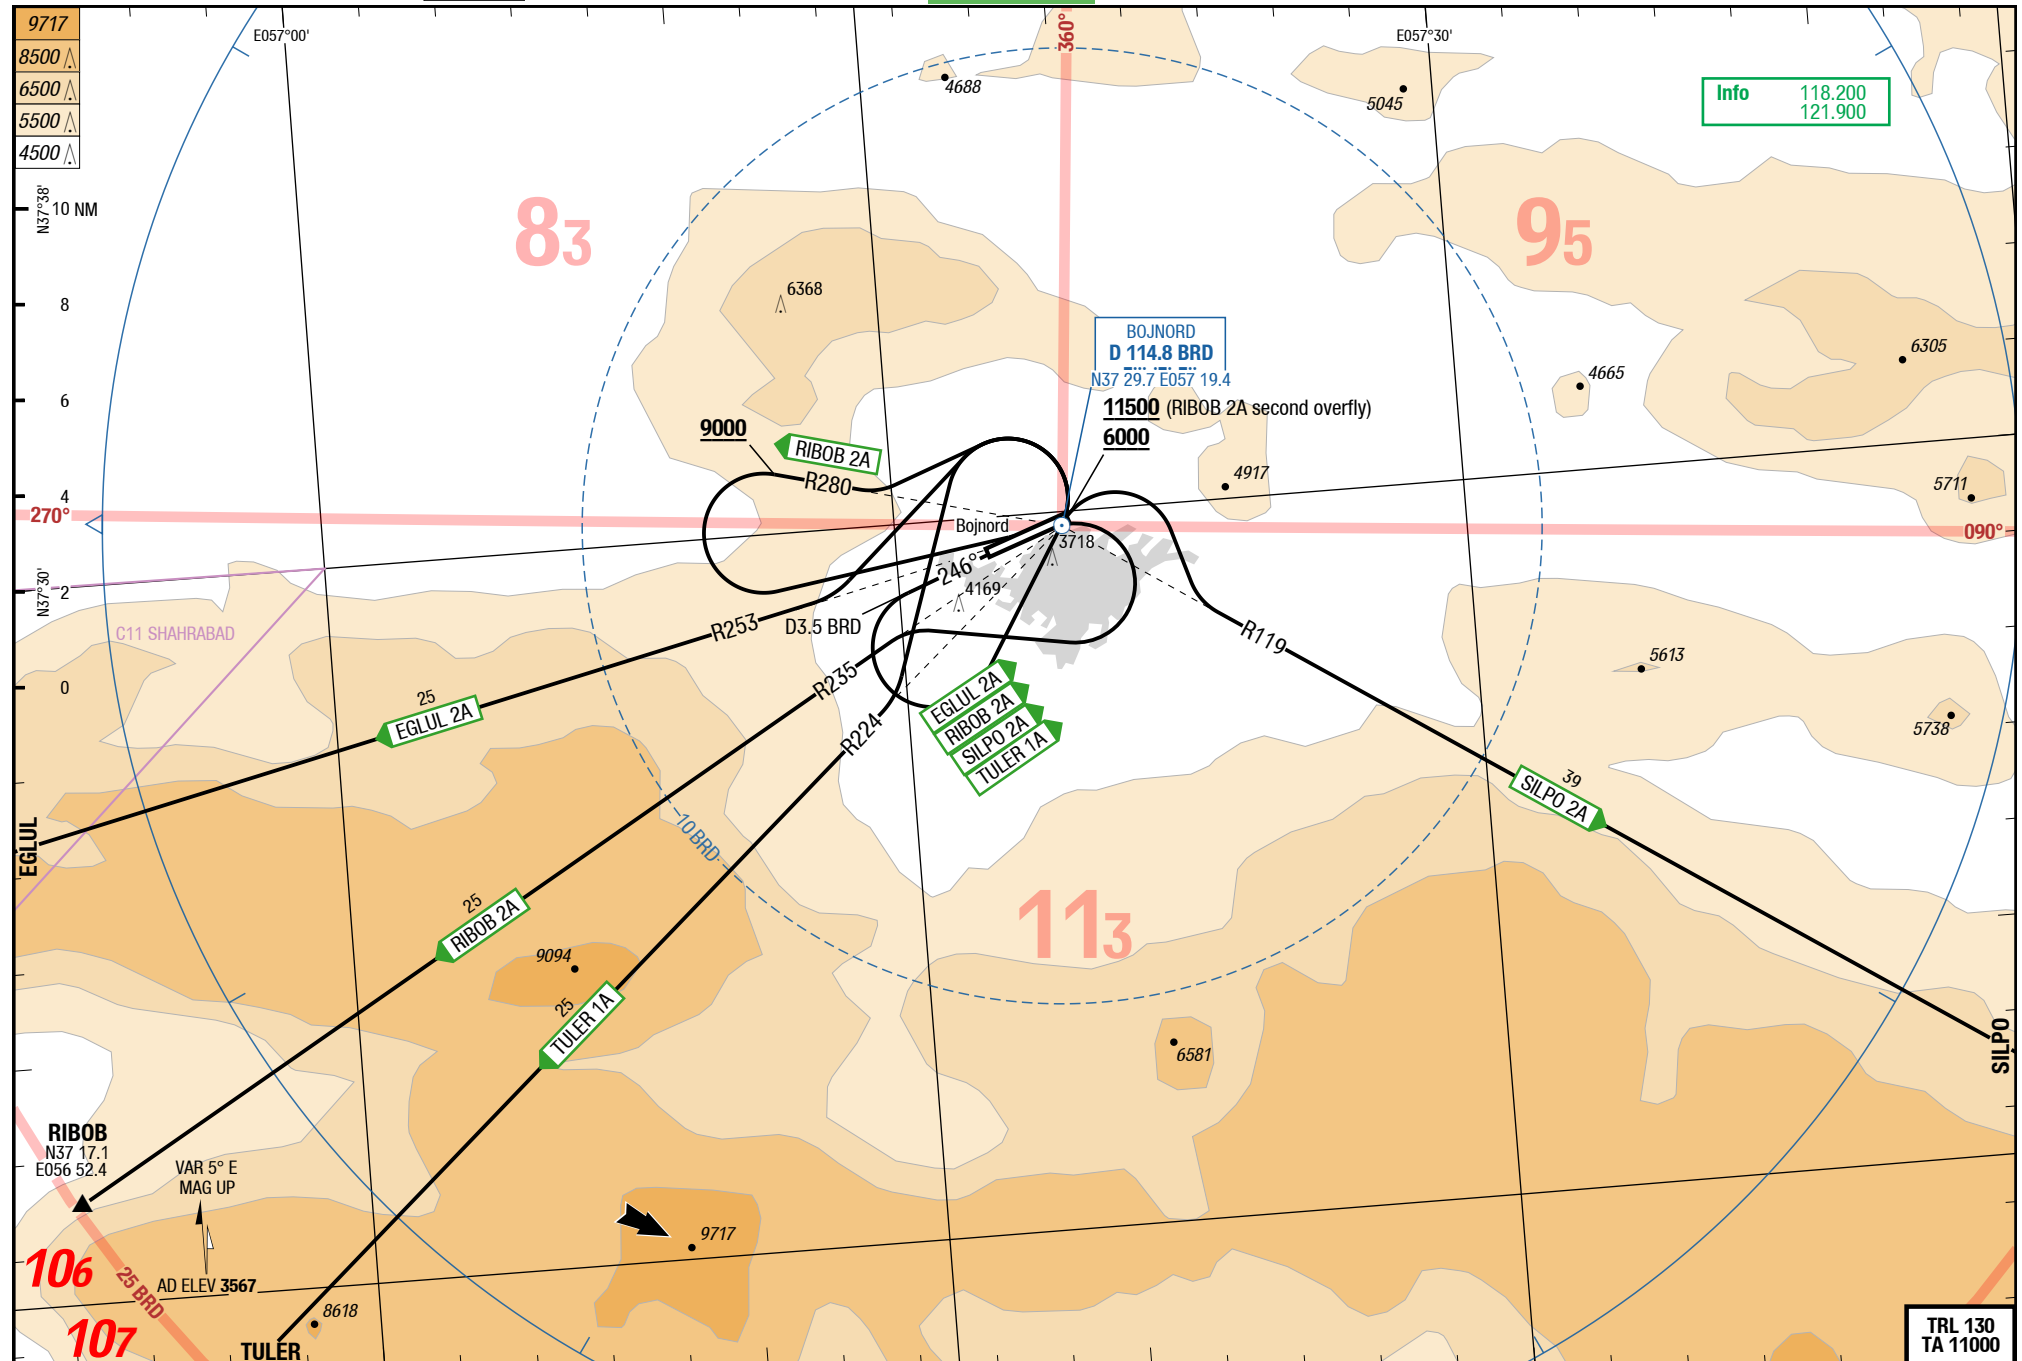 9717
8500
6500
5500
4500
E057°00'
360°
E057°30'
4688
5045
Info 118.200
121.900
N37°38'
10 NM
83
95
8
6368
BOJNORD
D 114.8 BRD
N37 29.7 E057 19.4
6305
4665
6
11500 (RIBOB 2A second overfly)
6000
9000
RIBOB 2A
R280
4917
5711
4
270°
Bojnord
3718
090°
246°
4169
N37°30'
2
C11 SHAHRABAD
D3.5 BRD
R253
R119
5613
0
R235
25
EGLUL 2A
EGLUL 2A
RIBOB 2A
SILPO 2A
TULER 1A
R224
5738
39
SILPO 2A
EGLUL
10 BRD
25
RIBOB 2A
113
9094
25
TULER 1A
6581
SILPO
RIBOB
N37 17.1
E056 52.4
VAR 5° E
MAG UP
9717
106
25 BRD
AD ELEV 3567
8618
107
TULER
TRL 130
TA 11000